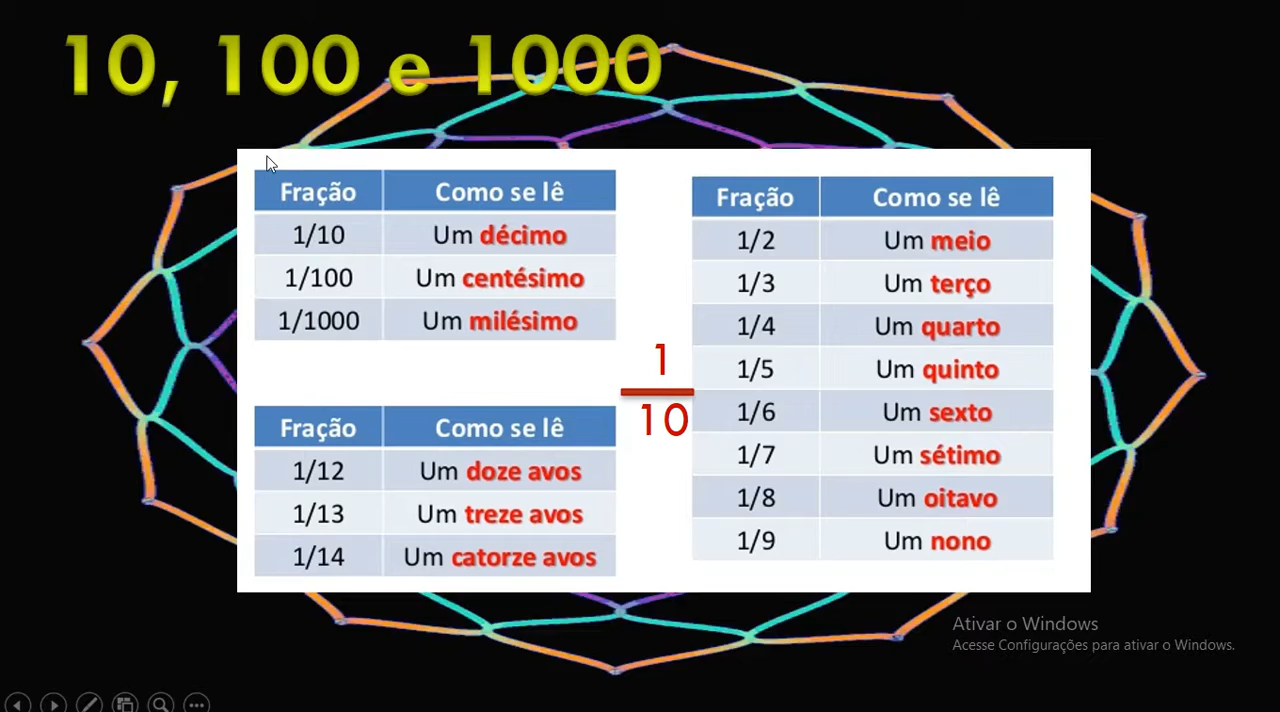 10, 100 e 1000
Fração Como se lê
1/10 Um décimo
1/100 Um centésimo
1/1000 Um milésimo
Fração Como se lê
1/12 Um doze avos
1/13 Um treze avos
1/14 Um catorze avos
1
10
Fração Como se lê
1/2 Um meio
1/3 Um terço
1/4 Um quarto
1/5 Um quinto
1/6 Um sexto
1/7 Um sétimo
1/8 Um oitavo
1/9 Um nono
Ativar o Windows
Acesse Configurações para ativar o Windows.